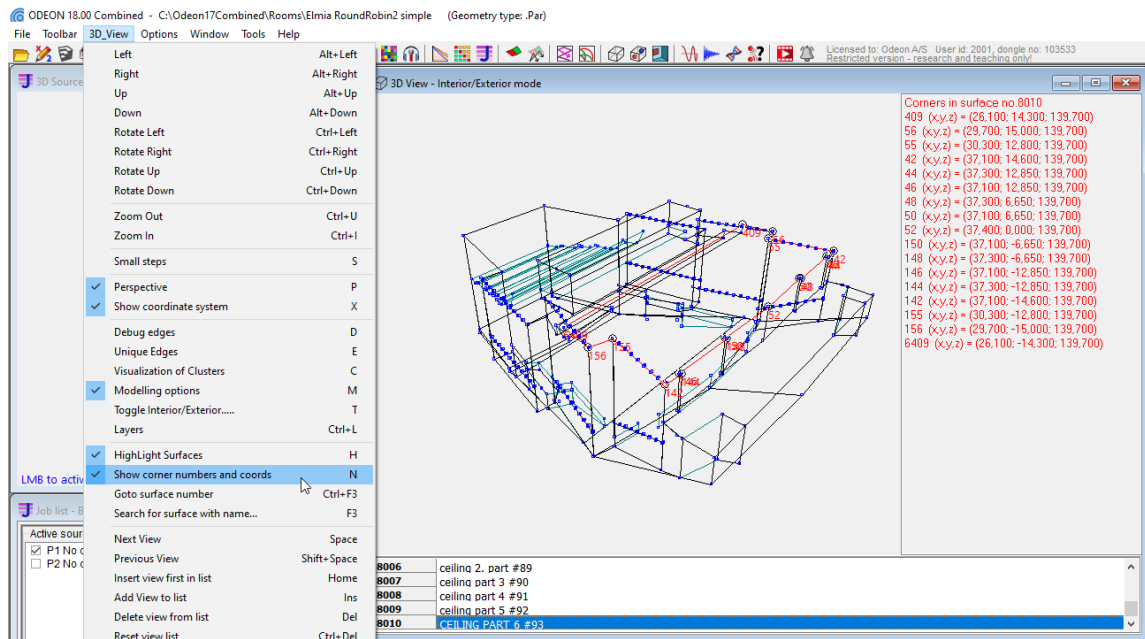 ODEON 18.00 Combined - C:\Odeon17Combined\Rooms\Elmia RoundRobin2 simple (Geometry type: .Par)
File Toolbar 3D_View Options Window Tools Help
Licensed to: Odeon A/S User id: 2001, dongle no: 103533
Restricted version - research and teaching only!
3D Source
Left Alt+Left
Right Alt+Right
Up Alt+Up
Down Alt+Down
Rotate Left Ctrl+Left
Rotate Right Ctrl+Right
Rotate Up Ctrl+Up
Rotate Down Ctrl+Down
Zoom Out Ctrl+U
Zoom In Ctrl+I
Small steps S
Perspective P
Show coordinate system X
Debug edges D
Unique Edges E
Visualization of Clusters C
Modelling options M
Toggle Interior/Exterior..... T
Layers Ctrl+L
HighLight Surfaces H
Show corner numbers and coords N
Goto surface number Ctrl+F3
Search for surface with name... F3
Next View Space
Previous View Shift+Space
Insert view first in list Home
Add View to list Ins
Delete view from list Del
Reset view list Ctrl+Del
LMB to activ
Job list - B
Active sour
P1 No
P2 No
3D View - Interior/Exterior mode
Corners in surface no.8010
409 (x,y,z) = (26,100; 14,300; 139,700)
56 (x,y,z) = (29,700; 15,000; 139,700)
55 (x,y,z) = (30,300; 12,800; 139,700)
42 (x,y,z) = (37,100; 14,600; 139,700)
44 (x,y,z) = (37,300; 12,850; 139,700)
46 (x,y,z) = (37,100; 12,850; 139,700)
48 (x,y,z) = (37,300; 6,650; 139,700)
50 (x,y,z) = (37,100; 6,650; 139,700)
52 (x,y,z) = (37,400; 0,000; 139,700)
150 (x,y,z) = (37,100; -6,650; 139,700)
148 (x,y,z) = (37,300; -6,650; 139,700)
146 (x,y,z) = (37,100; -12,850; 139,700)
144 (x,y,z) = (37,300; -12,850; 139,700)
142 (x,y,z) = (37,100; -14,600; 139,700)
155 (x,y,z) = (30,300; -12,800; 139,700)
156 (x,y,z) = (29,700; -15,000; 139,700)
6409 (x,y,z) = (26,100; -14,300; 139,700)
409
55
52
156
155
142
8006 ceiling 2. part #89
8007 ceiling part 3 #90
8008 ceiling part 4 #91
8009 ceiling part 5 #92
8010 CEILING PART 6 #93